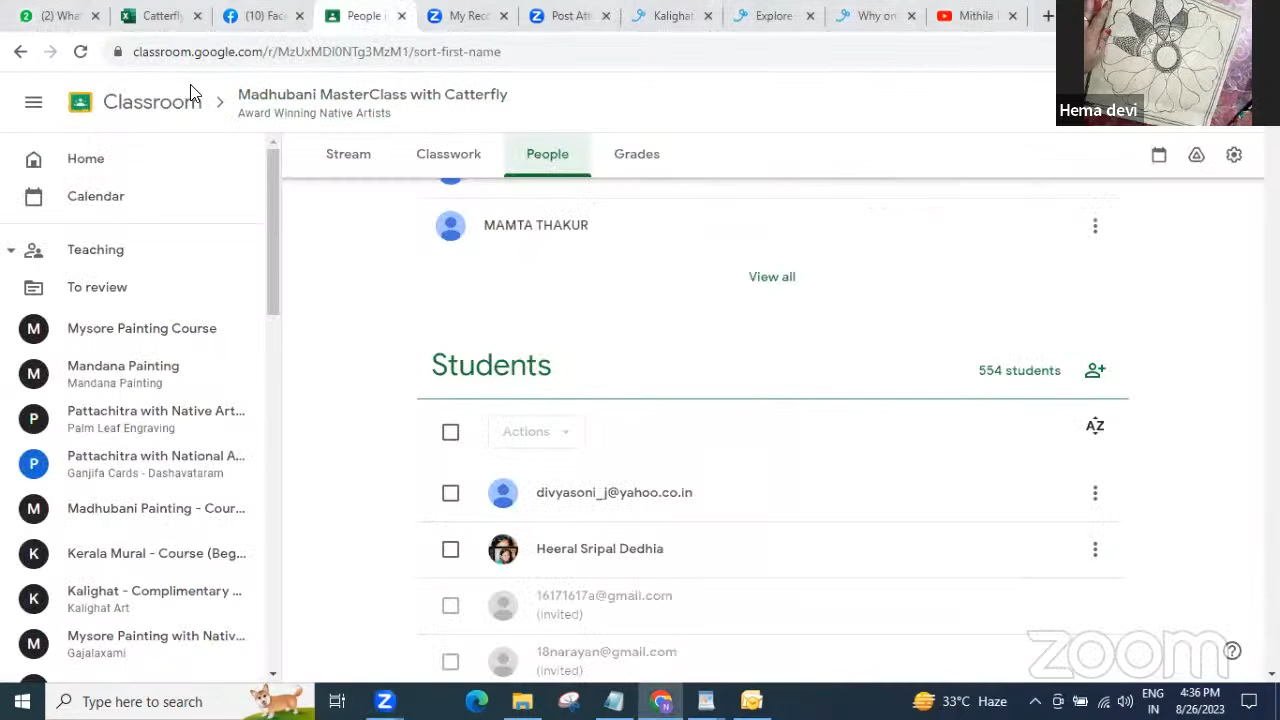 (2) Wha
Catterfl
(10) Face
People i
My Reco
Post Att
Kalighat
Explore
Why on
Mithila
classroom.google.com/r/MzUxMDI0NTg3MzM1/sort-first-name
Classroom
Madhubani MasterClass with Catterfly
Award Winning Native Artists
Hema devi
Home
Calendar
Teaching
To review
Mysore Painting Course
Mandana Painting
Mandana Painting
Pattachitra with Native Art...
Palm Leaf Engraving
Pattachitra with National A...
Ganjifa Cards - Dashavataram
Madhubani Painting - Cour...
Kerala Mural - Course (Beg...
Kalighat - Complimentary ...
Kalighat Art
Mysore Painting with Nativ...
Gajalaxami
Stream Classwork People Grades
MAMTA THAKUR
View all
Students
554 students
Actions
AZ
divyasoni_j@yahoo.co.in
Heeral Sripal Dedhia
16171617a@gmail.com
(invited)
18narayan@gmail.com
(invited)
zoom
Type here to search
33°C Haze
ENG
IN
4:36 PM
8/26/2023